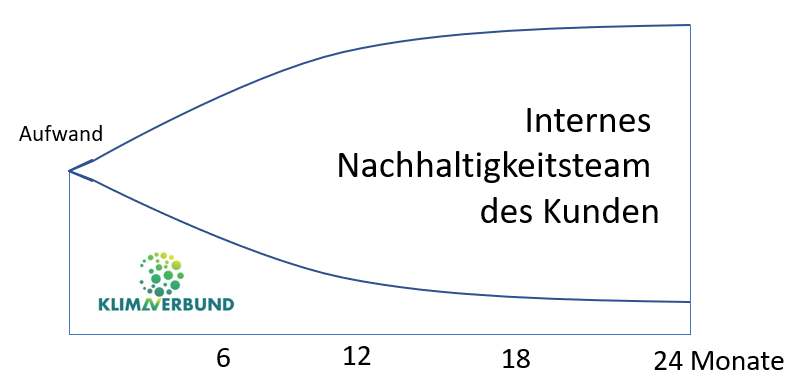 Aufwand
Internes
Nachhaltigkeitsteam
des Kunden
KLIMAVERBUND
6 12 18 24 Monate